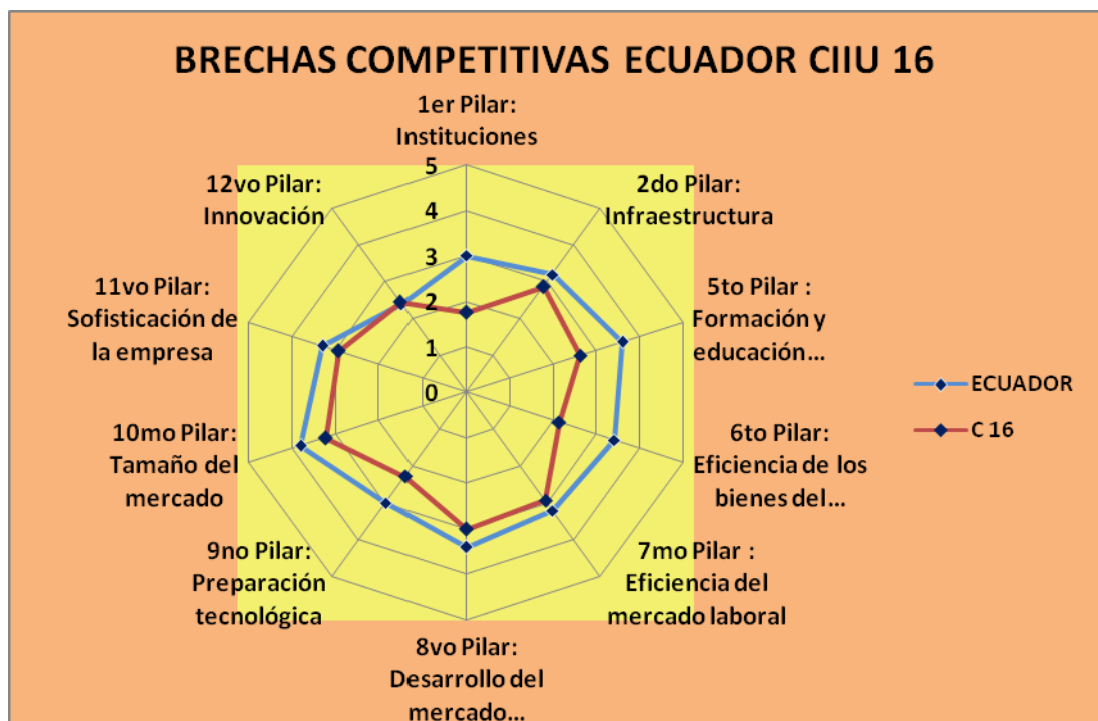 BRECHAS COMPETITIVAS ECUADOR CIIU 16
1er Pilar:
Instituciones
2do Pilar:
Infraestructura
5to Pilar :
Formación y
educación...
6to Pilar:
Eficiencia de los
bienes del...
7mo Pilar :
Eficiencia del
mercado laboral
8vo Pilar:
Desarrollo del
mercado...
9no Pilar:
Preparación
tecnológica
10mo Pilar:
Tamaño del
mercado
11vo Pilar:
Sofisticación de
la empresa
12vo Pilar:
Innovación
5
4
3
2
1
0
ECUADOR
C 16